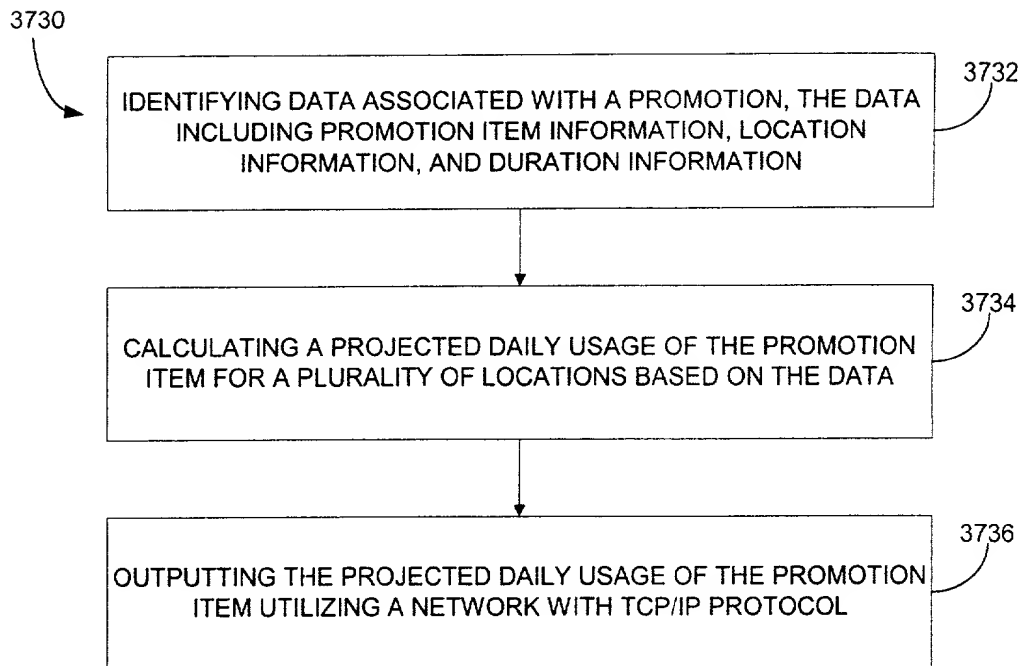 3730
3732
IDENTIFYING DATA ASSOCIATED WITH A PROMOTION, THE DATA
INCLUDING PROMOTION ITEM INFORMATION, LOCATION
INFORMATION, AND DURATION INFORMATION
3734
CALCULATING A PROJECTED DAILY USAGE OF THE PROMOTION
ITEM FOR A PLURALITY OF LOCATIONS BASED ON THE DATA
3736
OUTPUTTING THE PROJECTED DAILY USAGE OF THE PROMOTION
ITEM UTILIZING A NETWORK WITH TCP/IP PROTOCOL